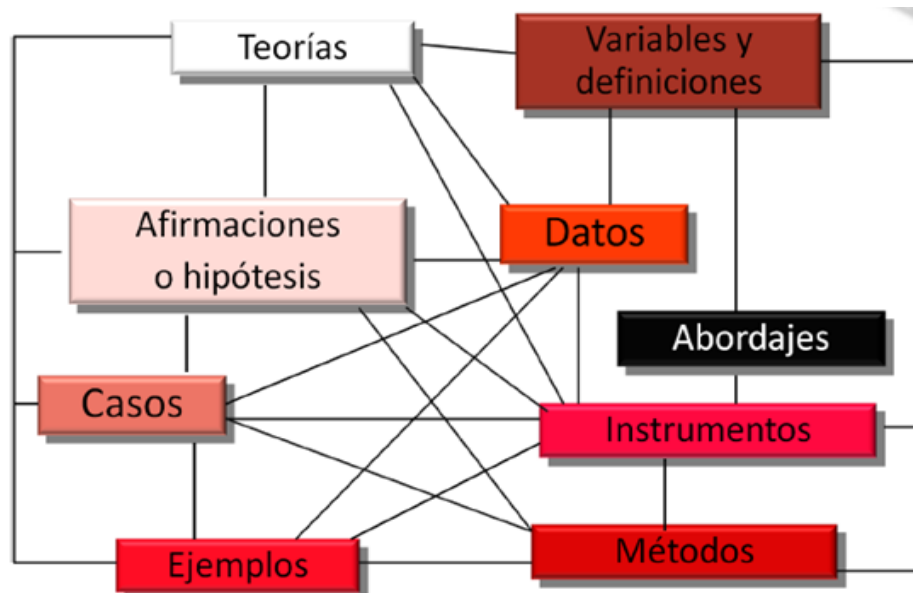 Teorías
Variables y
definiciones
Afirmaciones
o hipótesis
Datos
Abordajes
Casos
Instrumentos
Ejemplos
Métodos